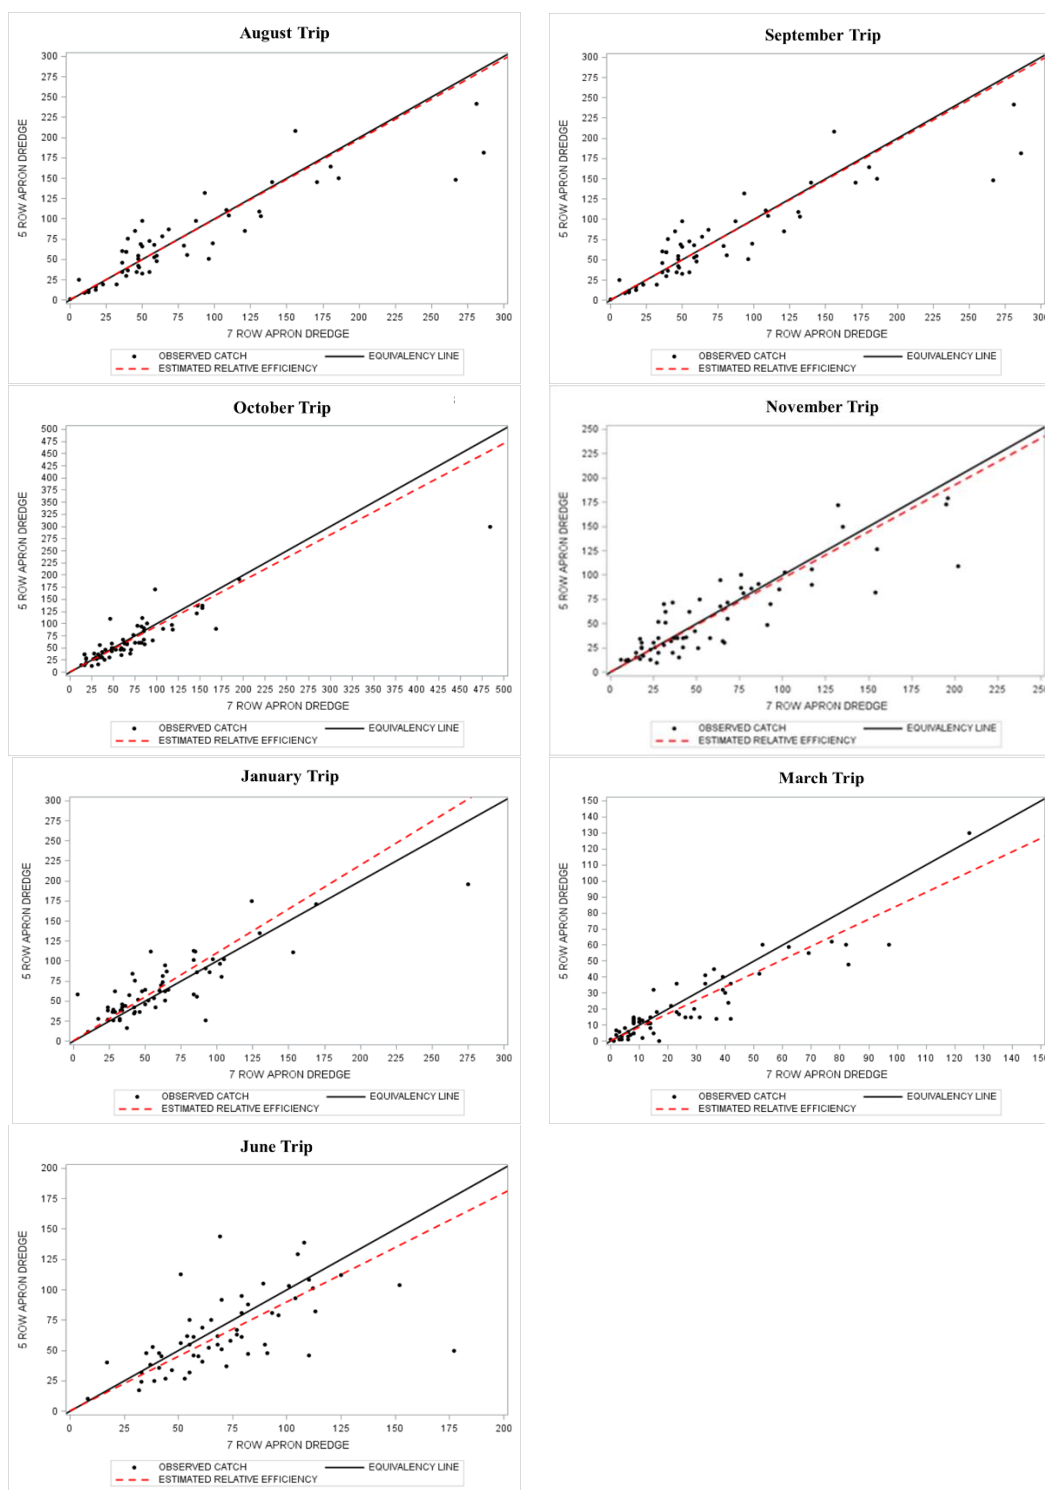 August Trip
300
275
250
225
200
175
150
125
100
75
50
25
0
5 ROW APRON DREDGE
0 25 50 75 100 125 150 175 200 225 250 275 300
7 ROW APRON DREDGE
OBSERVED CATCH EQUIVALENCY LINE
ESTIMATED RELATIVE EFFICIENCY
September Trip
300
275
250
225
200
175
150
125
100
75
50
25
0
5 ROW APRON DREDGE
0 25 50 75 100 125 150 175 200 225 250 275 300
7 ROW APRON DREDGE
OBSERVED CATCH EQUIVALENCY LINE
ESTIMATED RELATIVE EFFICIENCY
October Trip
500
475
450
425
400
375
350
325
300
275
250
225
200
175
150
125
100
75
50
25
0
5 ROW APRON DREDGE
0 25 50 75 100 125 150 175 200 225 250 275 300 325 350 375 400 425 450 475 500
7 ROW APRON DREDGE
OBSERVED CATCH EQUIVALENCY LINE
ESTIMATED RELATIVE EFFICIENCY
November Trip
250
225
200
175
150
125
100
75
50
25
0
5 ROW APRON DREDGE
0 25 50 75 100 125 150 175 200 225 250
7 ROW APRON DREDGE
OBSERVED CATCH EQUIVALENCY LINE
ESTIMATED RELATIVE EFFICIENCY
January Trip
300
275
250
225
200
175
150
125
100
75
50
25
0
5 ROW APRON DREDGE
0 25 50 75 100 125 150 175 200 225 250 275 300
7 ROW APRON DREDGE
OBSERVED CATCH EQUIVALENCY LINE
ESTIMATED RELATIVE EFFICIENCY
March Trip
150
140
130
120
110
100
90
80
70
60
50
40
30
20
10
0
5 ROW APRON DREDGE
0 10 20 30 40 50 60 70 80 90 100 110 120 130 140 150
7 ROW APRON DREDGE
OBSERVED CATCH EQUIVALENCY LINE
ESTIMATED RELATIVE EFFICIENCY
June Trip
200
175
150
125
100
75
50
25
0
5 ROW APRON DREDGE
0 25 50 75 100 125 150 175 200
7 ROW APRON DREDGE
OBSERVED CATCH EQUIVALENCY LINE
ESTIMATED RELATIVE EFFICIENCY